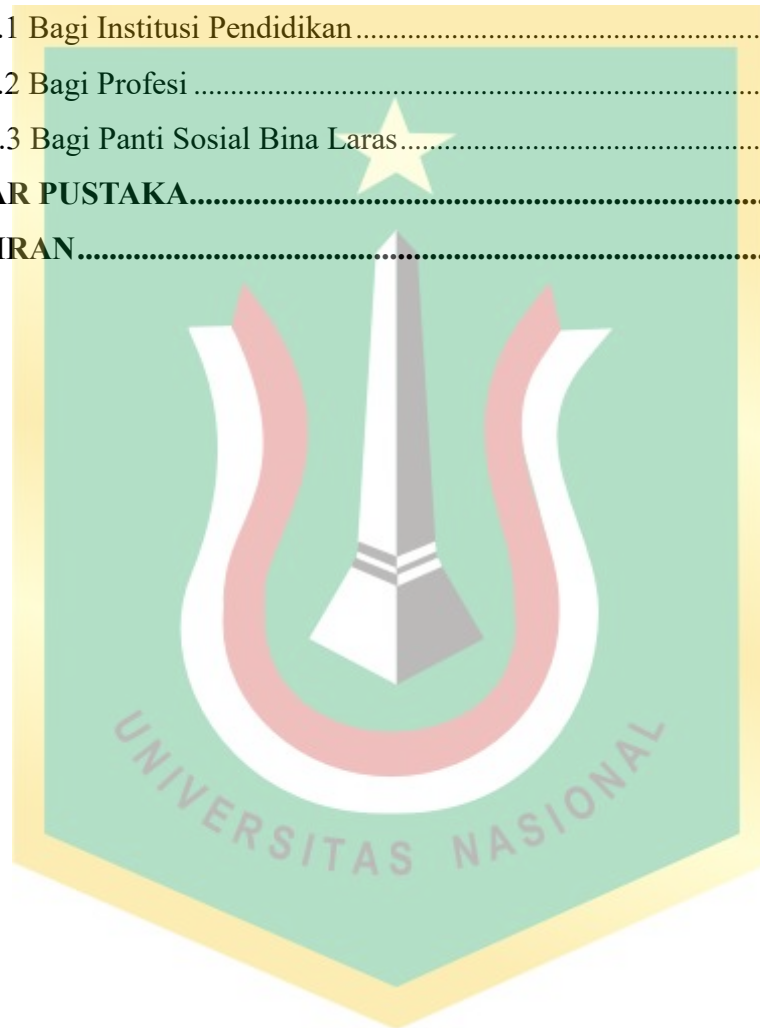 .1 Bagi Institusi Pendidikan..........................................................
.2 Bagi Profesi..............................................................................
.3 Bagi Panti Sosial Bina Laras....................................................
AR PUSTAKA..............................................................................
IRAN............................................................................................
UNIVERSITAS NASIONAL